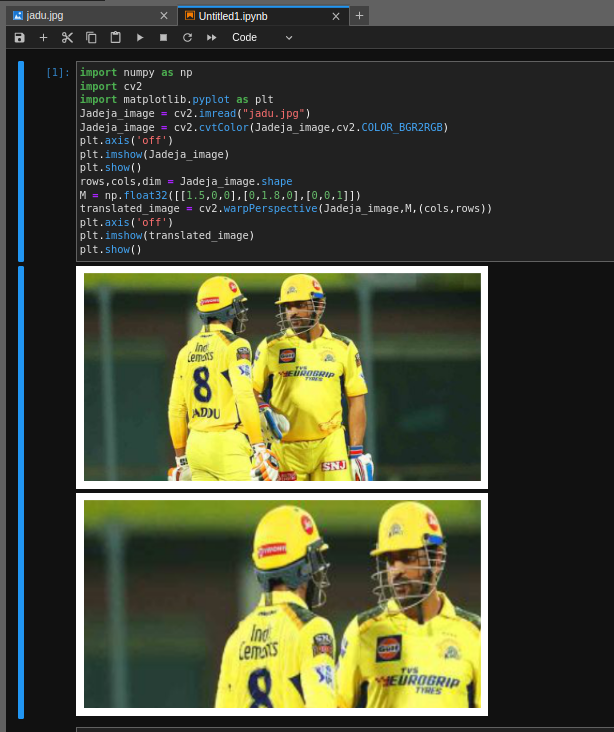 jadu.jpg
Untitled1.ipynb
Code
[1]:
import numpy as np
import cv2
import matplotlib.pyplot as plt
Jadeja_image = cv2.imread("jadu.jpg")
Jadeja_image = cv2.cvtColor(Jadeja_image,cv2.COLOR_BGR2RGB)
plt.axis('off')
plt.imshow(Jadeja_image)
plt.show()
rows,cols,dim = Jadeja_image.shape
M = np.float32([[1.5,0,0],[0,1.8,0],[0,0,1]])
translated_image = cv2.warpPerspective(Jadeja_image,M,(cols,rows))
plt.axis('off')
plt.imshow(translated_image)
plt.show()
Cements
8
JADDU
Gulf
TVS
EUROGRIP
TYRES
SNJ
Cements
8
Gulf
TVS
EUROGRIP
TYRES